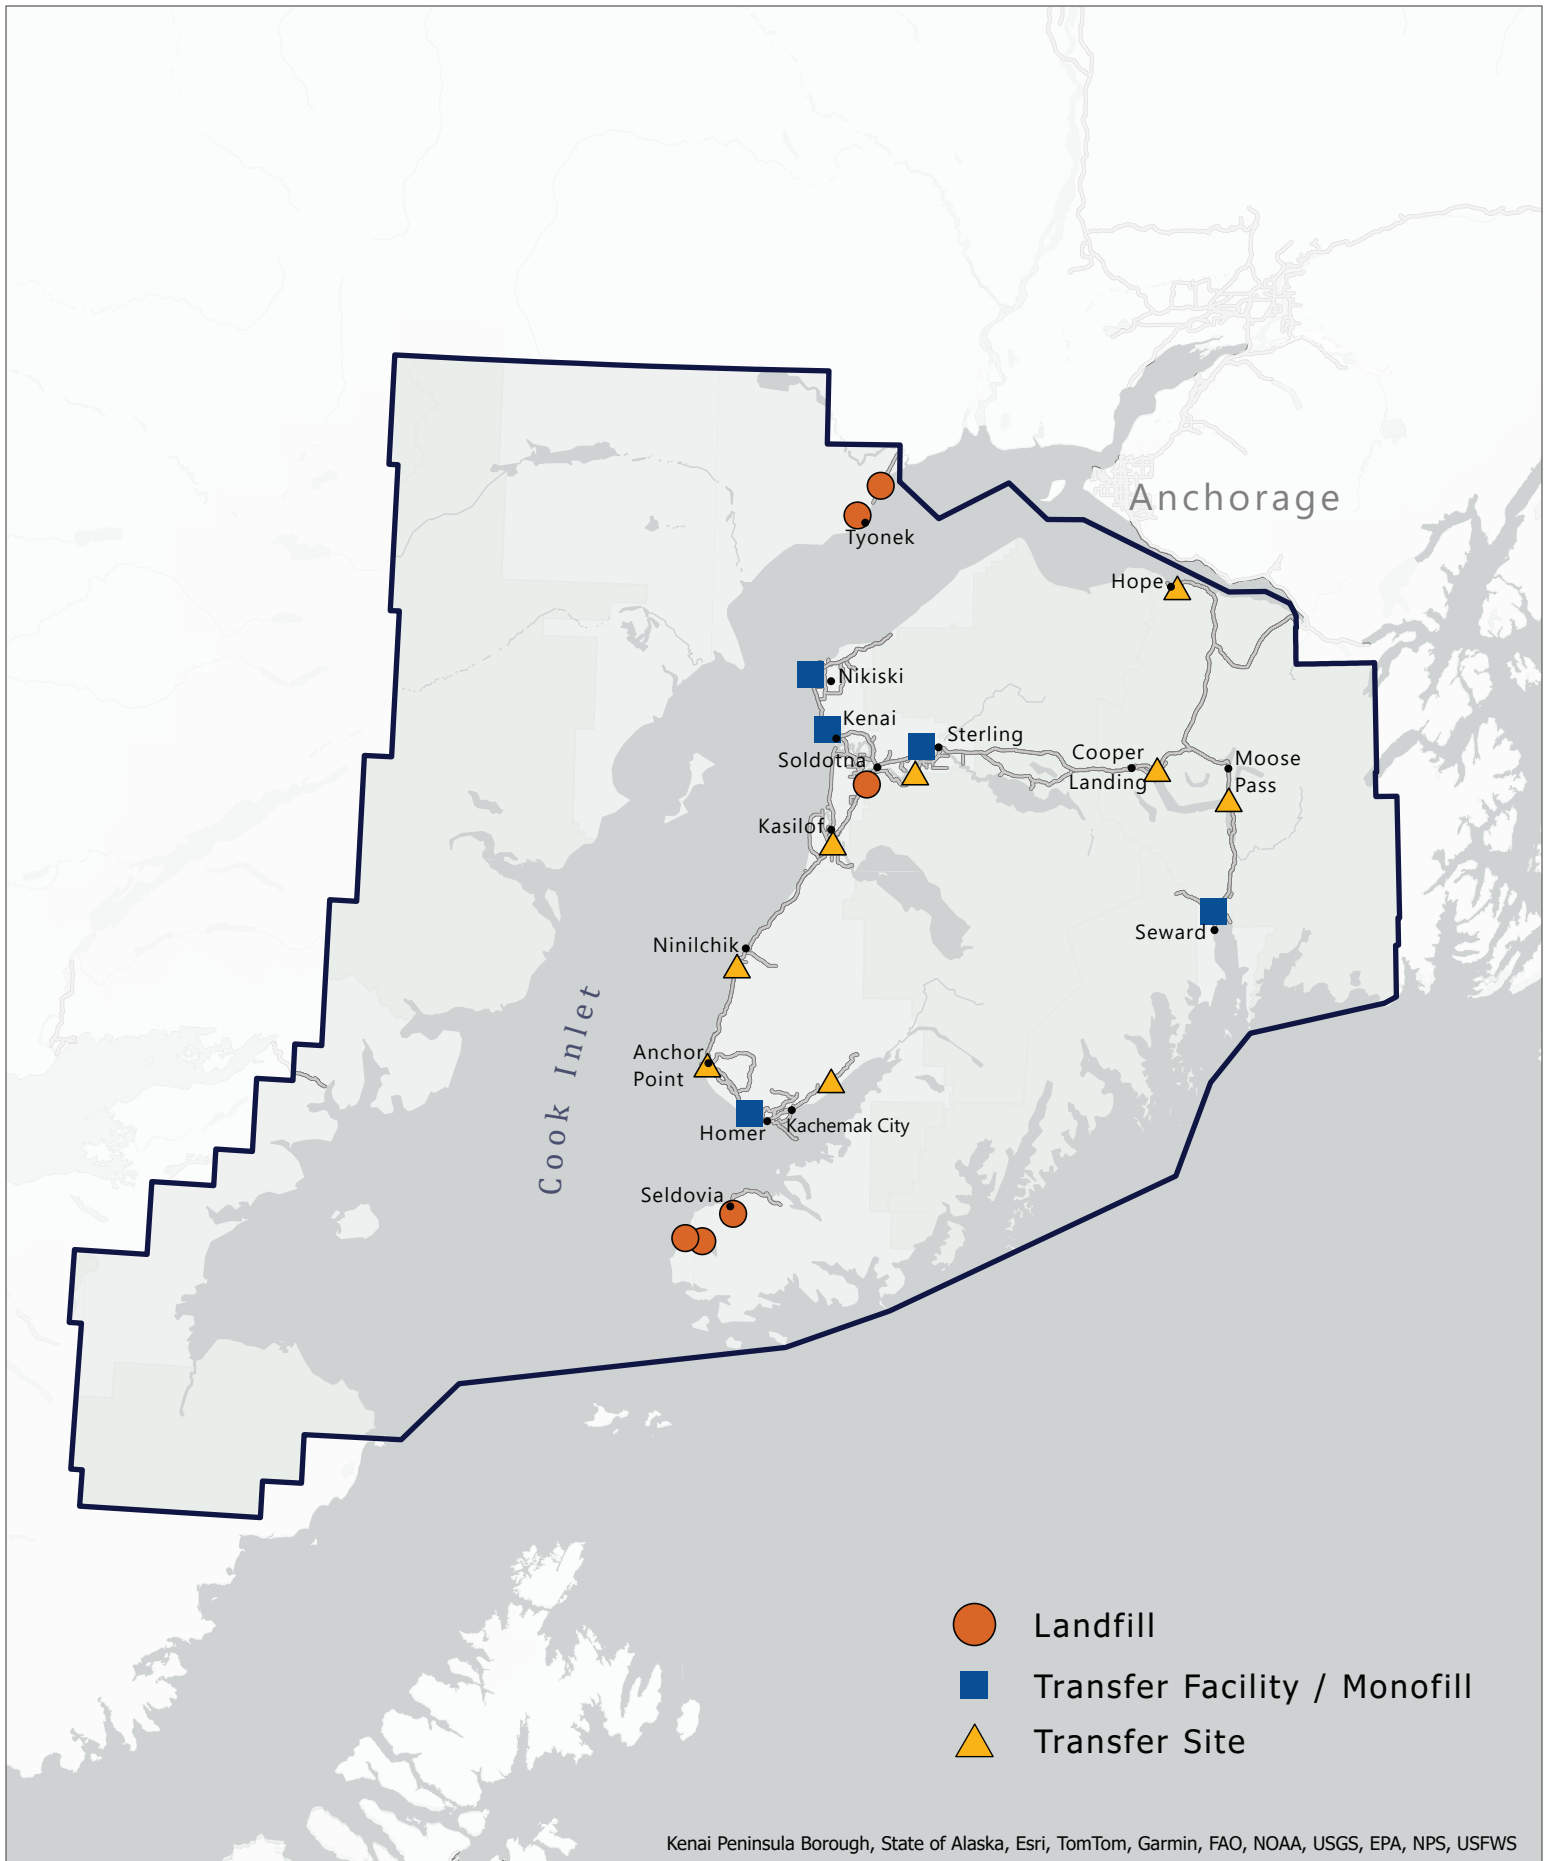 Anchorage
Tyonek
Hope
Nikiski
Kenai
Sterling
Soldotna
Cooper
Landing
Moose
Pass
Kasilof
Seward
Ninilchik
Cook Inlet
Anchor
Point
Homer
Kachemak City
Seldovia
Landfill
Transfer Facility / Monofill
Transfer Site
Kenai Peninsula Borough, State of Alaska, Esri, TomTom, Garmin, FAO, NOAA, USGS, EPA, NPS, USFWS